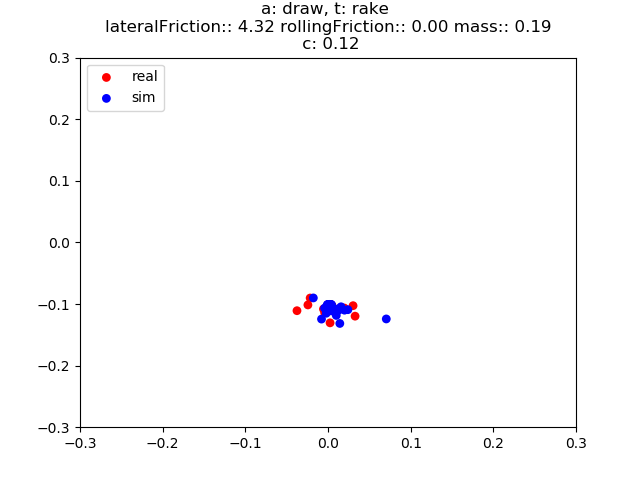 a: draw, t: rake
lateralFriction:: 4.32 rollingFriction:: 0.00 mass:: 0.19
c: 0.12
real
sim
0.3
0.2
0.1
0.0
−0.1
−0.2
−0.3
−0.3 −0.2 −0.1 0.0 0.1 0.2 0.3